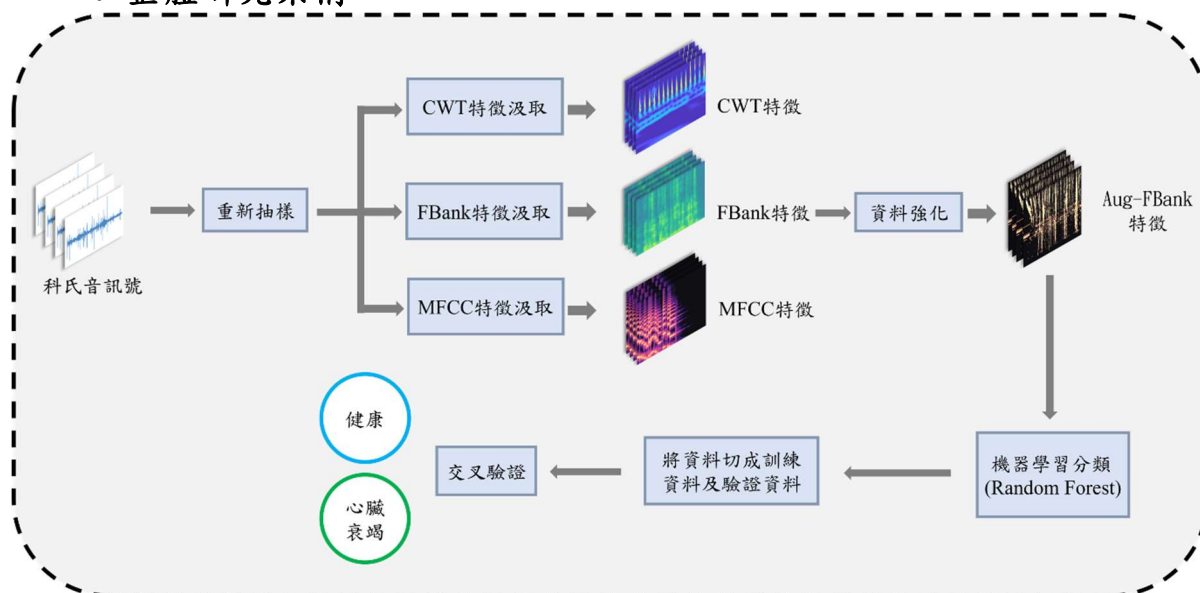 科氏音訊號
重新抽樣
CWT特徵汲取
CWT特徵
FBank特徵汲取
FBank特徵
資料強化
Aug-FBank
特徵
MFCC特徵汲取
MFCC特徵
健康
心臟
衰竭
交叉驗證
將資料切成訓練
資料及驗證資料
機器學習分類
(Random Forest)